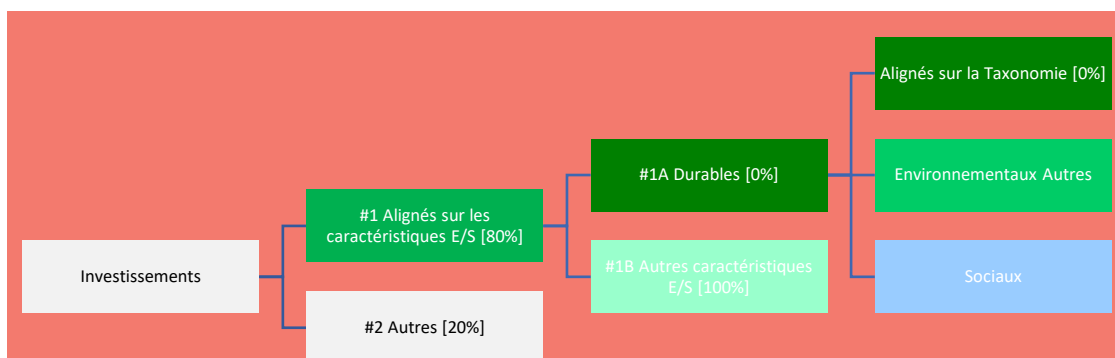 Investissements
#1 Alignés sur les
caractéristiques E/S [80%]
#2 Autres [20%]
#1A Durables [0%]
#1B Autres caractéristiques
E/S [100%]
Alignés sur la Taxonomie [0%]
Environnementaux Autres
Sociaux